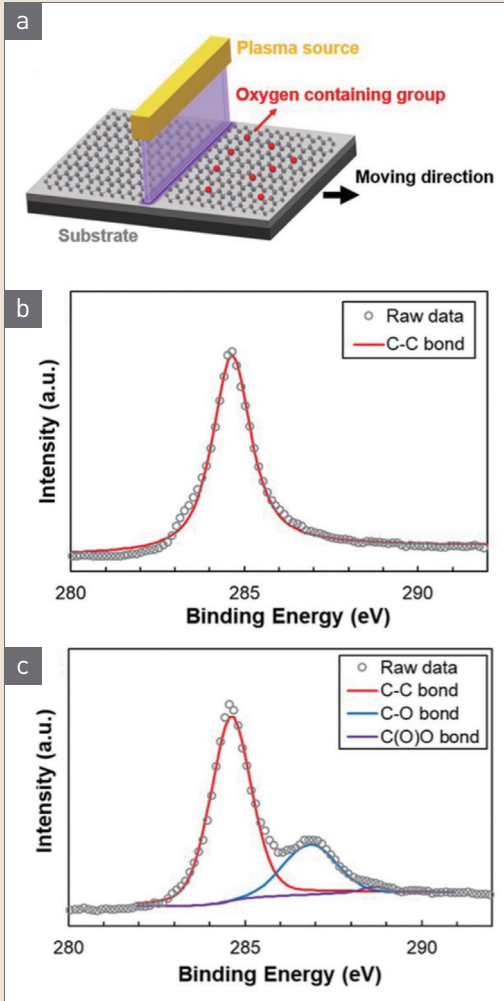 a
Plasma source
Oxygen containing group
Moving direction
Substrate
b
Raw data
C-C bond
Intensity (a.u.)
280 285 290
Binding Energy (eV)
c
Raw data
C-C bond
C-O bond
C(O)O bond
Intensity (a.u.)
280 285 290
Binding Energy (eV)